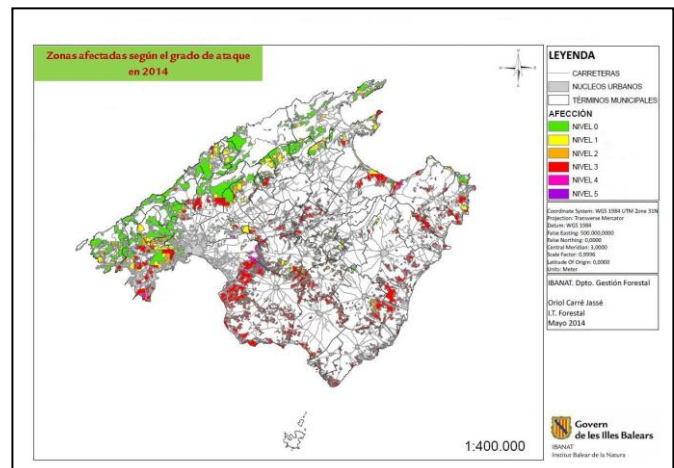 Zonas afectadas según el grado de ataque
en 2014
LEYENDA
CARRETERAS
NUCLEOS URBANOS
TÉRMINOS MUNICIPALES
AFECCIÓN
NIVEL 0
NIVEL 1
NIVEL 2
NIVEL 3
NIVEL 4
NIVEL 5
Coordinate System: WGS 1984 UTM Zone 31N
Projection: Transverse Mercator
Datum: WGS 1984
False Easting: 500.000,0000
False Northing: 0,0000
Central Meridian: 3,0000
Scale Factor: 0,9996
Latitude Of Origin: 0,0000
Units: Meter
IBANAT. Dpto. Gestión Forestal
Oriol Carré Jassé
I.T. Forestal
Mayo 2014
1:400.000
Govern
de les Illes Balears
IBANAT
Institut Balear de la Natura